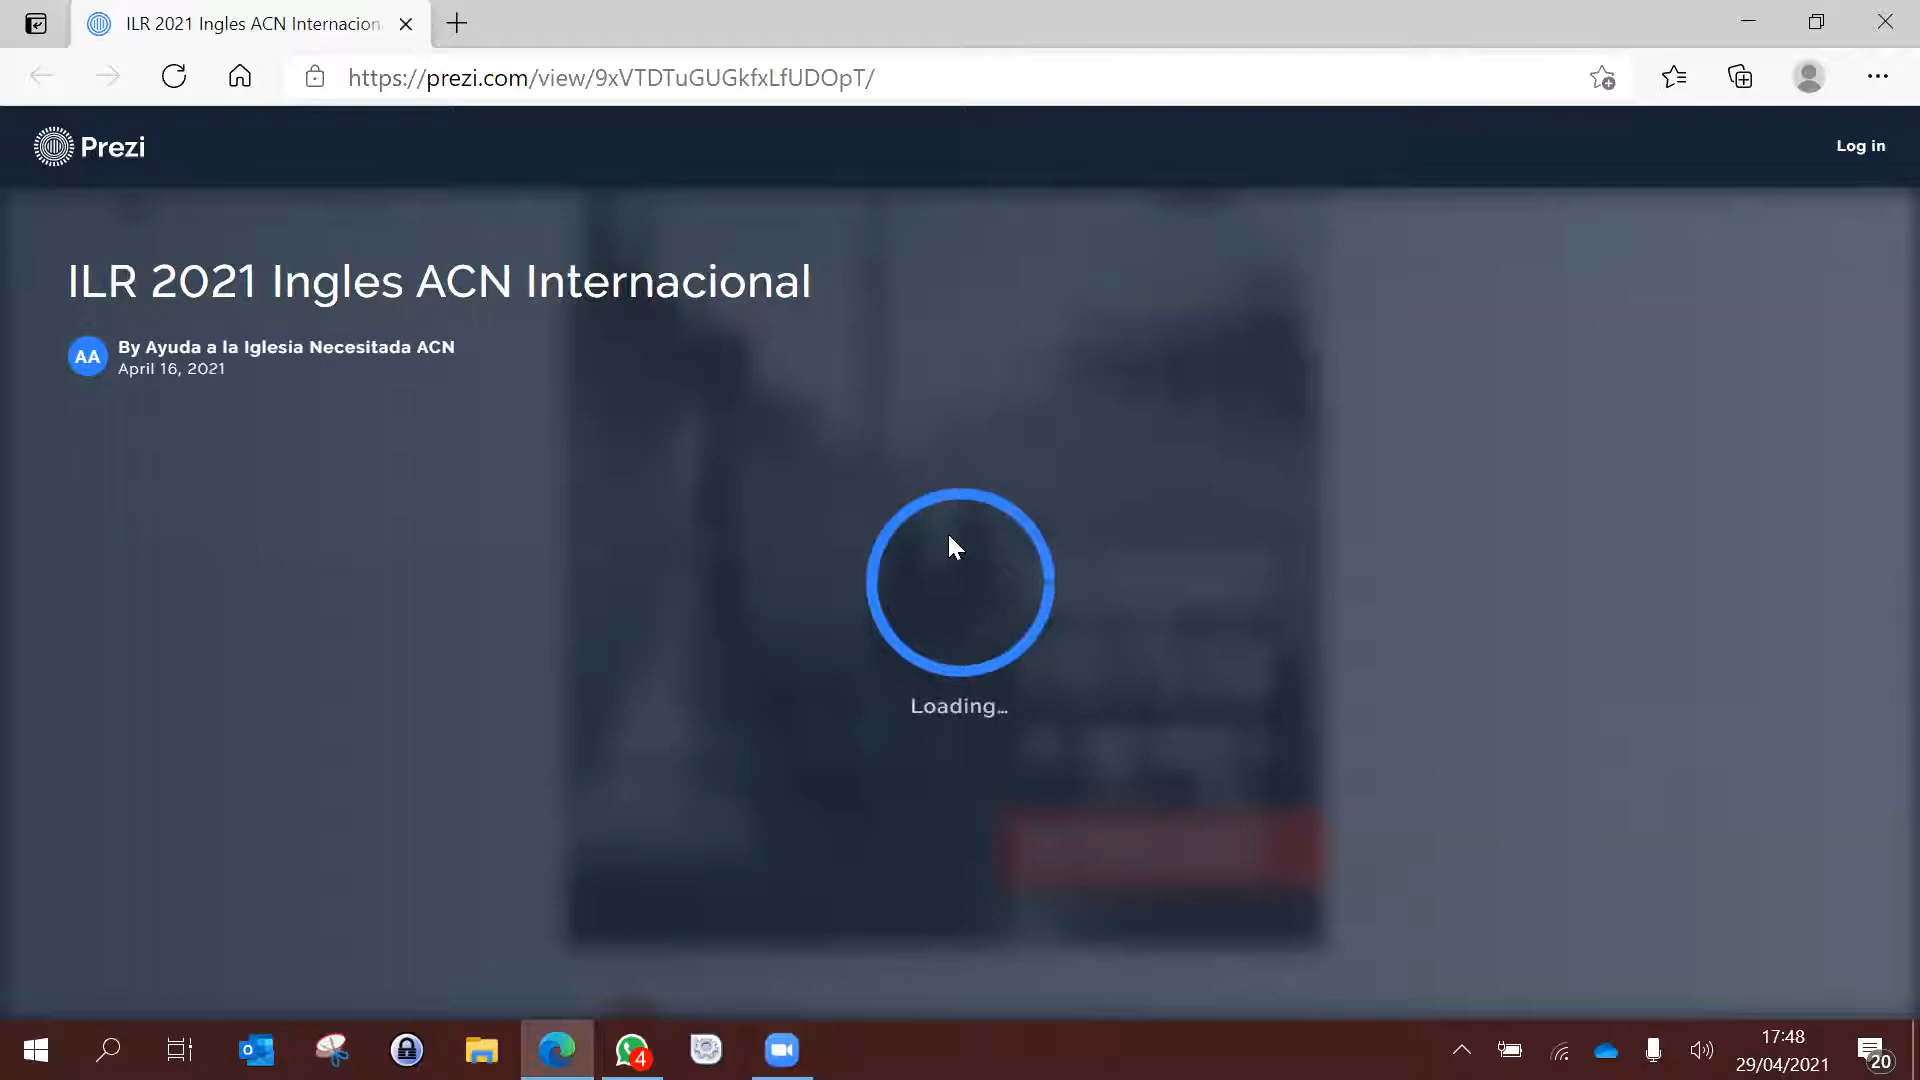 ILR 2021 Ingles ACN Internacion
https://prezi.com/view/9xVTDTuGUGkfxLfUDOpT/
Prezi
Log in
ILR 2021 Ingles ACN Internacional
AA
By Ayuda a la Iglesia Necesitada ACN
April 16, 2021
Loading...
4
17:48
29/04/2021
20